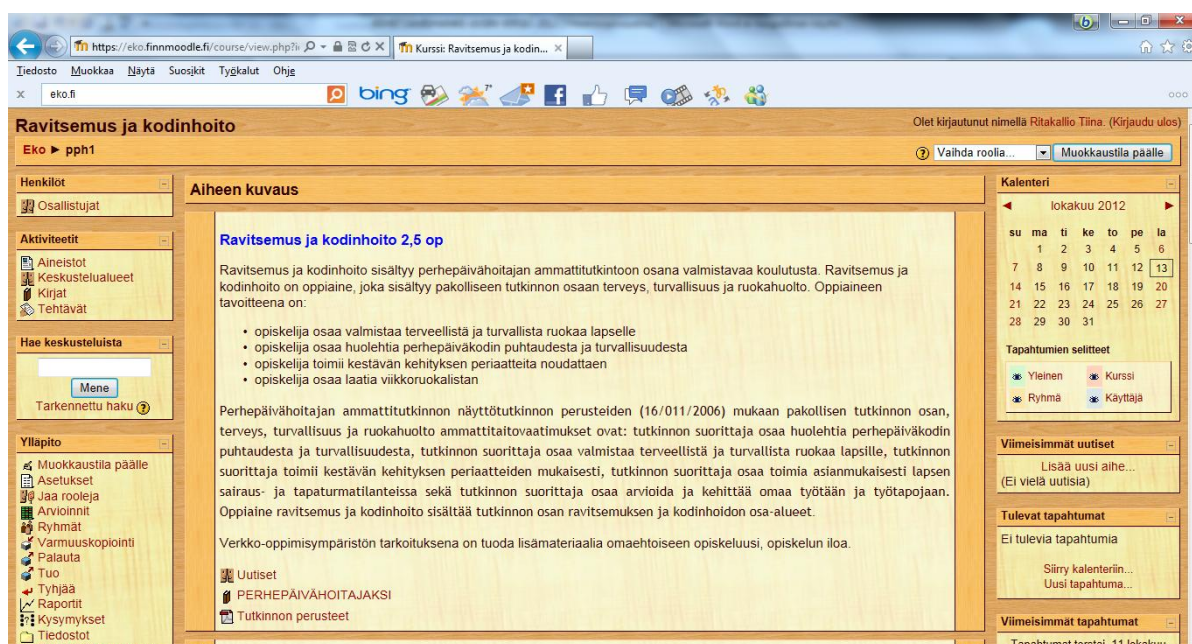 https://eko.finnmoodle.fi/course/view.php?i
Kurssi: Ravitsemus ja kodin...
Tiedosto Muokkaa Näytä Suosikit Työkalut Ohje
x eko.fi bing
Ravitsemus ja kodinhoito
Olet kirjautunut nimellä Ritakallio Tiina. (Kirjaudu ulos)
Eko ► pph1
Vaihda roolia... Muokkaustila päälle
Henkilöt
Osallistujat
Aktiviteetit
Aineistot
Keskustelualueet
Kirjat
Tehtävät
Hae keskusteluista
Mene
Tarkennettu haku
Ylläpito
Muokkaustila päälle
Asetukset
Jaa rooleja
Arvioinnit
Ryhmät
Varmuuskopiointi
Palauta
Tuo
Tyhjää
Raportit
Kysymykset
Tiedostot
Aiheen kuvaus
Ravitsemus ja kodinhoito 2,5 op
Ravitsemus ja kodinhoito sisältyy perhepäivähoitajan ammattitutkintoon osana valmistavaa koulutusta. Ravitsemus ja
kodinhoito on oppiaine, joka sisältyy pakolliseen tutkinnon osaan terveys, turvallisuus ja ruokahuolto. Oppiaineen
tavoitteena on:
• opiskelija osaa valmistaa terveellistä ja turvallista ruokaa lapselle
• opiskelija osaa huolehtia perhepäiväkodin puhtaudesta ja turvallisuudesta
• opiskelija toimii kestävän kehityksen periaatteita noudattaen
• opiskelija osaa laatia viikkoruokalistan
Perhepäivähoitajan ammattitutkinnon näyttötutkinnon perusteiden (16/011/2006) mukaan pakollisen tutkinnon osan,
terveys, turvallisuus ja ruokahuolto ammattitaitovaatimukset ovat: tutkinnon suorittaja osaa huolehtia perhepäiväkodin
puhtaudesta ja turvallisuudesta, tutkinnon suorittaja osaa valmistaa terveellistä ja turvallista ruokaa lapsille, tutkinnon
suorittaja toimii kestävän kehityksen periaatteiden mukaisesti, tutkinnon suorittaja osaa toimia asianmukaisesti lapsen
sairaus- ja tapaturmatilanteissa sekä tutkinnon suorittaja osaa arvioida ja kehittää omaa työtään ja työtapojaan.
Oppiaine ravitsemus ja kodinhoito sisältää tutkinnon osan ravitsemuksen ja kodinhoidon osa-alueet.
Verkko-oppimisympäristön tarkoituksena on tuoda lisämateriaalia omaehtoiseen opiskeluusi, opiskelun iloa.
Uutiset
PERHEPÄIVÄHOITAJAKSI
Tutkinnon perusteet
Kalenteri
◄ lokakuu 2012 ►
su ma ti ke to pe la
1 2 3 4 5 6
7 8 9 10 11 12 13
14 15 16 17 18 19 20
21 22 23 24 25 26 27
28 29 30 31
Tapahtumien selitteet
Yleinen Kurssi
Ryhmä Käyttäjä
Viimeisimmät uutiset
Lisää uusi aihe...
(Ei vielä uutisia)
Tulevat tapahtumat
Ei tulevia tapahtumia
Siirry kalenteriin...
Uusi tapahtuma...
Viimeisimmät tapahtumat
Tapahtumat torstai, 11 lokakuu